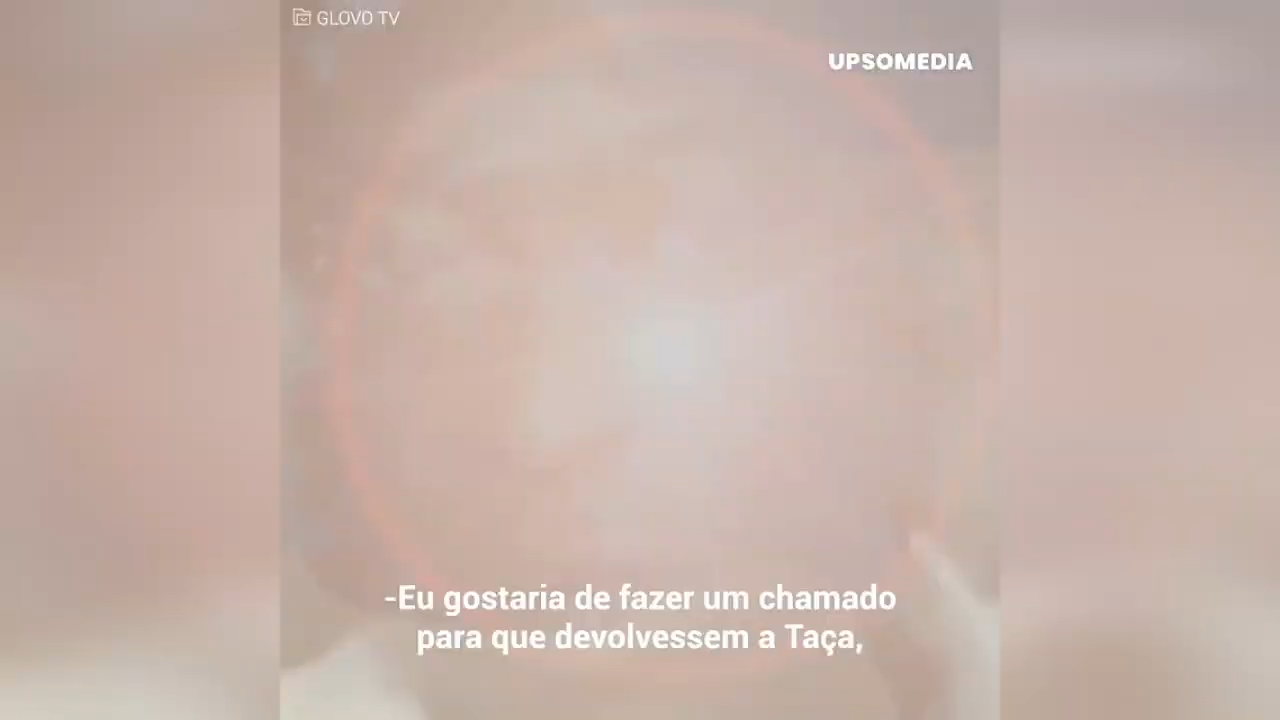 GLOVO TV
UPSOMEDIA
-Eu gostaria de fazer um chamado
para que devolvessem a Taça,